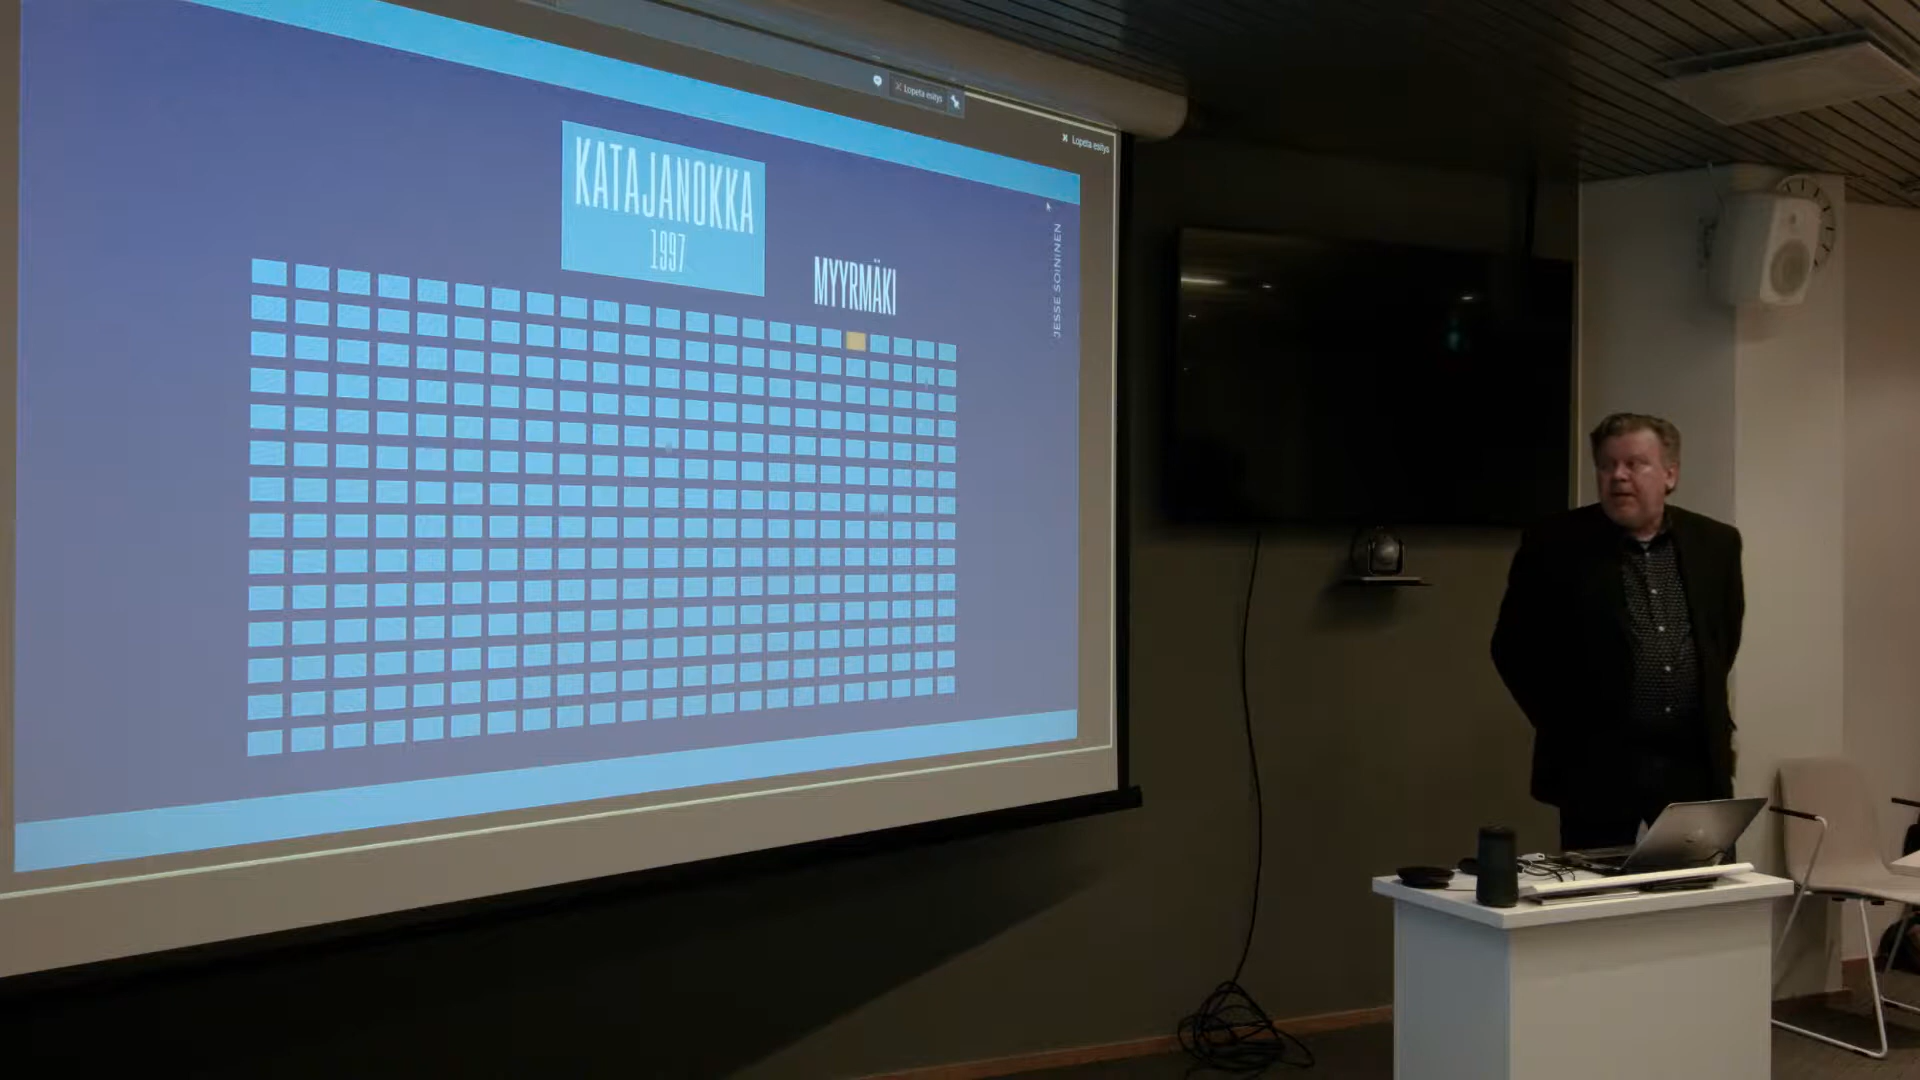 Lopeta esitys
Lopeta esitys
KATAJANOKKA
1997
MYYRMÄKI
JESSE SOININEN